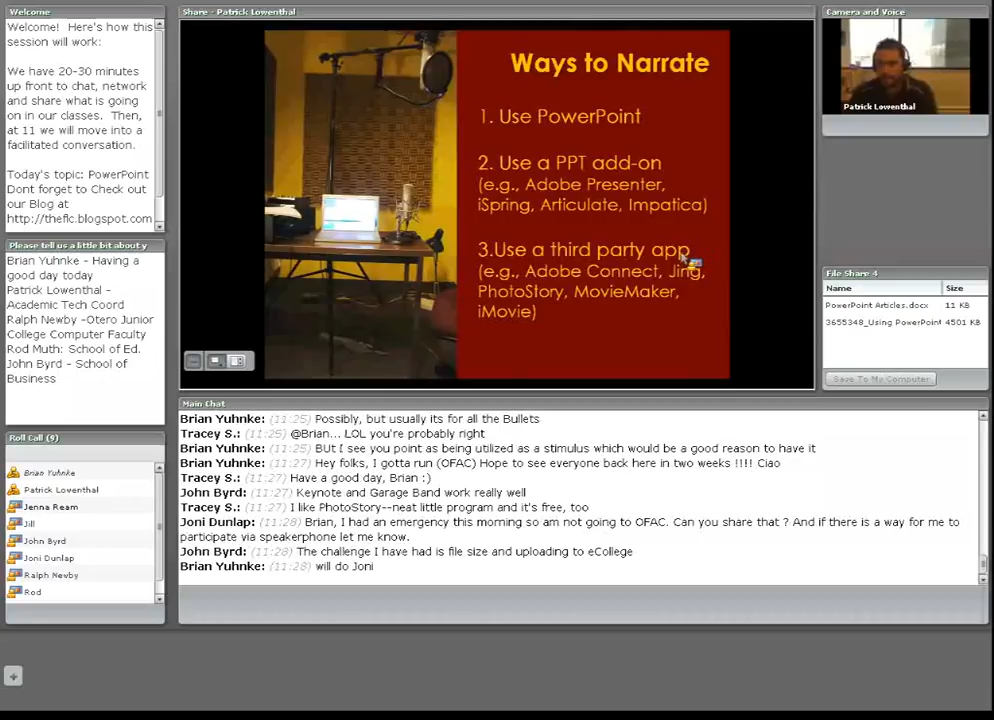 Welcome
Welcome!  Here's how this
session will work:
We have 20-30 minutes
up front to chat, network
and share what is going
on in our classes.  Then,
at 11 we will move into a
facilitated conversation.
Today's topic: PowerPoint
Dont forget to Check out
our Blog at
http://theflc.blogspot.com
Please tell us a little bit about y
Brian Yuhnke - Having a
good day today
Patrick Lowenthal -
Academic Tech Coord
Ralph Newby -Otero Junior
College Computer Faculty
Rod Muth: School of Ed.
John Byrd - School of
Business
Roll Call (9)
Brian Yuhnke
Patrick Lowenthal
Jenna Ream
Jill
John Byrd
Joni Dunlap
Ralph Newby
Rod
Share - Patrick Lowenthal
Ways to Narrate
1. Use PowerPoint
2. Use a PPT add-on
(e.g., Adobe Presenter,
iSpring, Articulate, Impatica)
3.Use a third party app
(e.g., Adobe Connect, Jing,
PhotoStory, MovieMaker,
iMovie)
Camera and Voice
Patrick Lowenthal
File Share 4
Name Size
PowerPoint Articles.docx 11 KB
3655348_Using PowerPoint 4501 KB
Save To My Computer
Main Chat
Brian Yuhnke: (11:25) Possibly, but usually its for all the Bullets
Tracey S.: (11:25) @Brian... LOL you're probably right
Brian Yuhnke: (11:25) BUt I see you point as being utilized as a stimulus which would be a good reason to have it
Brian Yuhnke: (11:27) Hey folks, I gotta run (OFAC) Hope to see everyone back here in two weeks !!!! Ciao
Tracey S.: (11:27) Have a good day, Brian :)
John Byrd: (11:27) Keynote and Garage Band work really well
Tracey S.: (11:27) I like PhotoStory--neat little program and it's free, too
Joni Dunlap: (11:28) Brian, I had an emergency this morning so am not going to OFAC. Can you share that ? And if there is a way for me to
participate via speakerphone let me know.
John Byrd: (11:28) The challenge I have had is file size and uploading to eCollege
Brian Yuhnke: (11:28) will do Joni